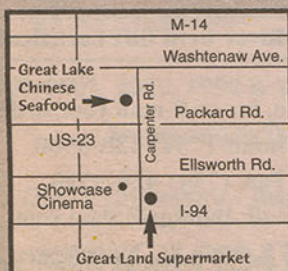 M-14
Washtenaw Ave.
Great Lake
Chinese
Seafood
Carpenter Rd.
Packard Rd.
US-23
Ellsworth Rd.
Showcase
Cinema
I-94
Great Land Supermarket